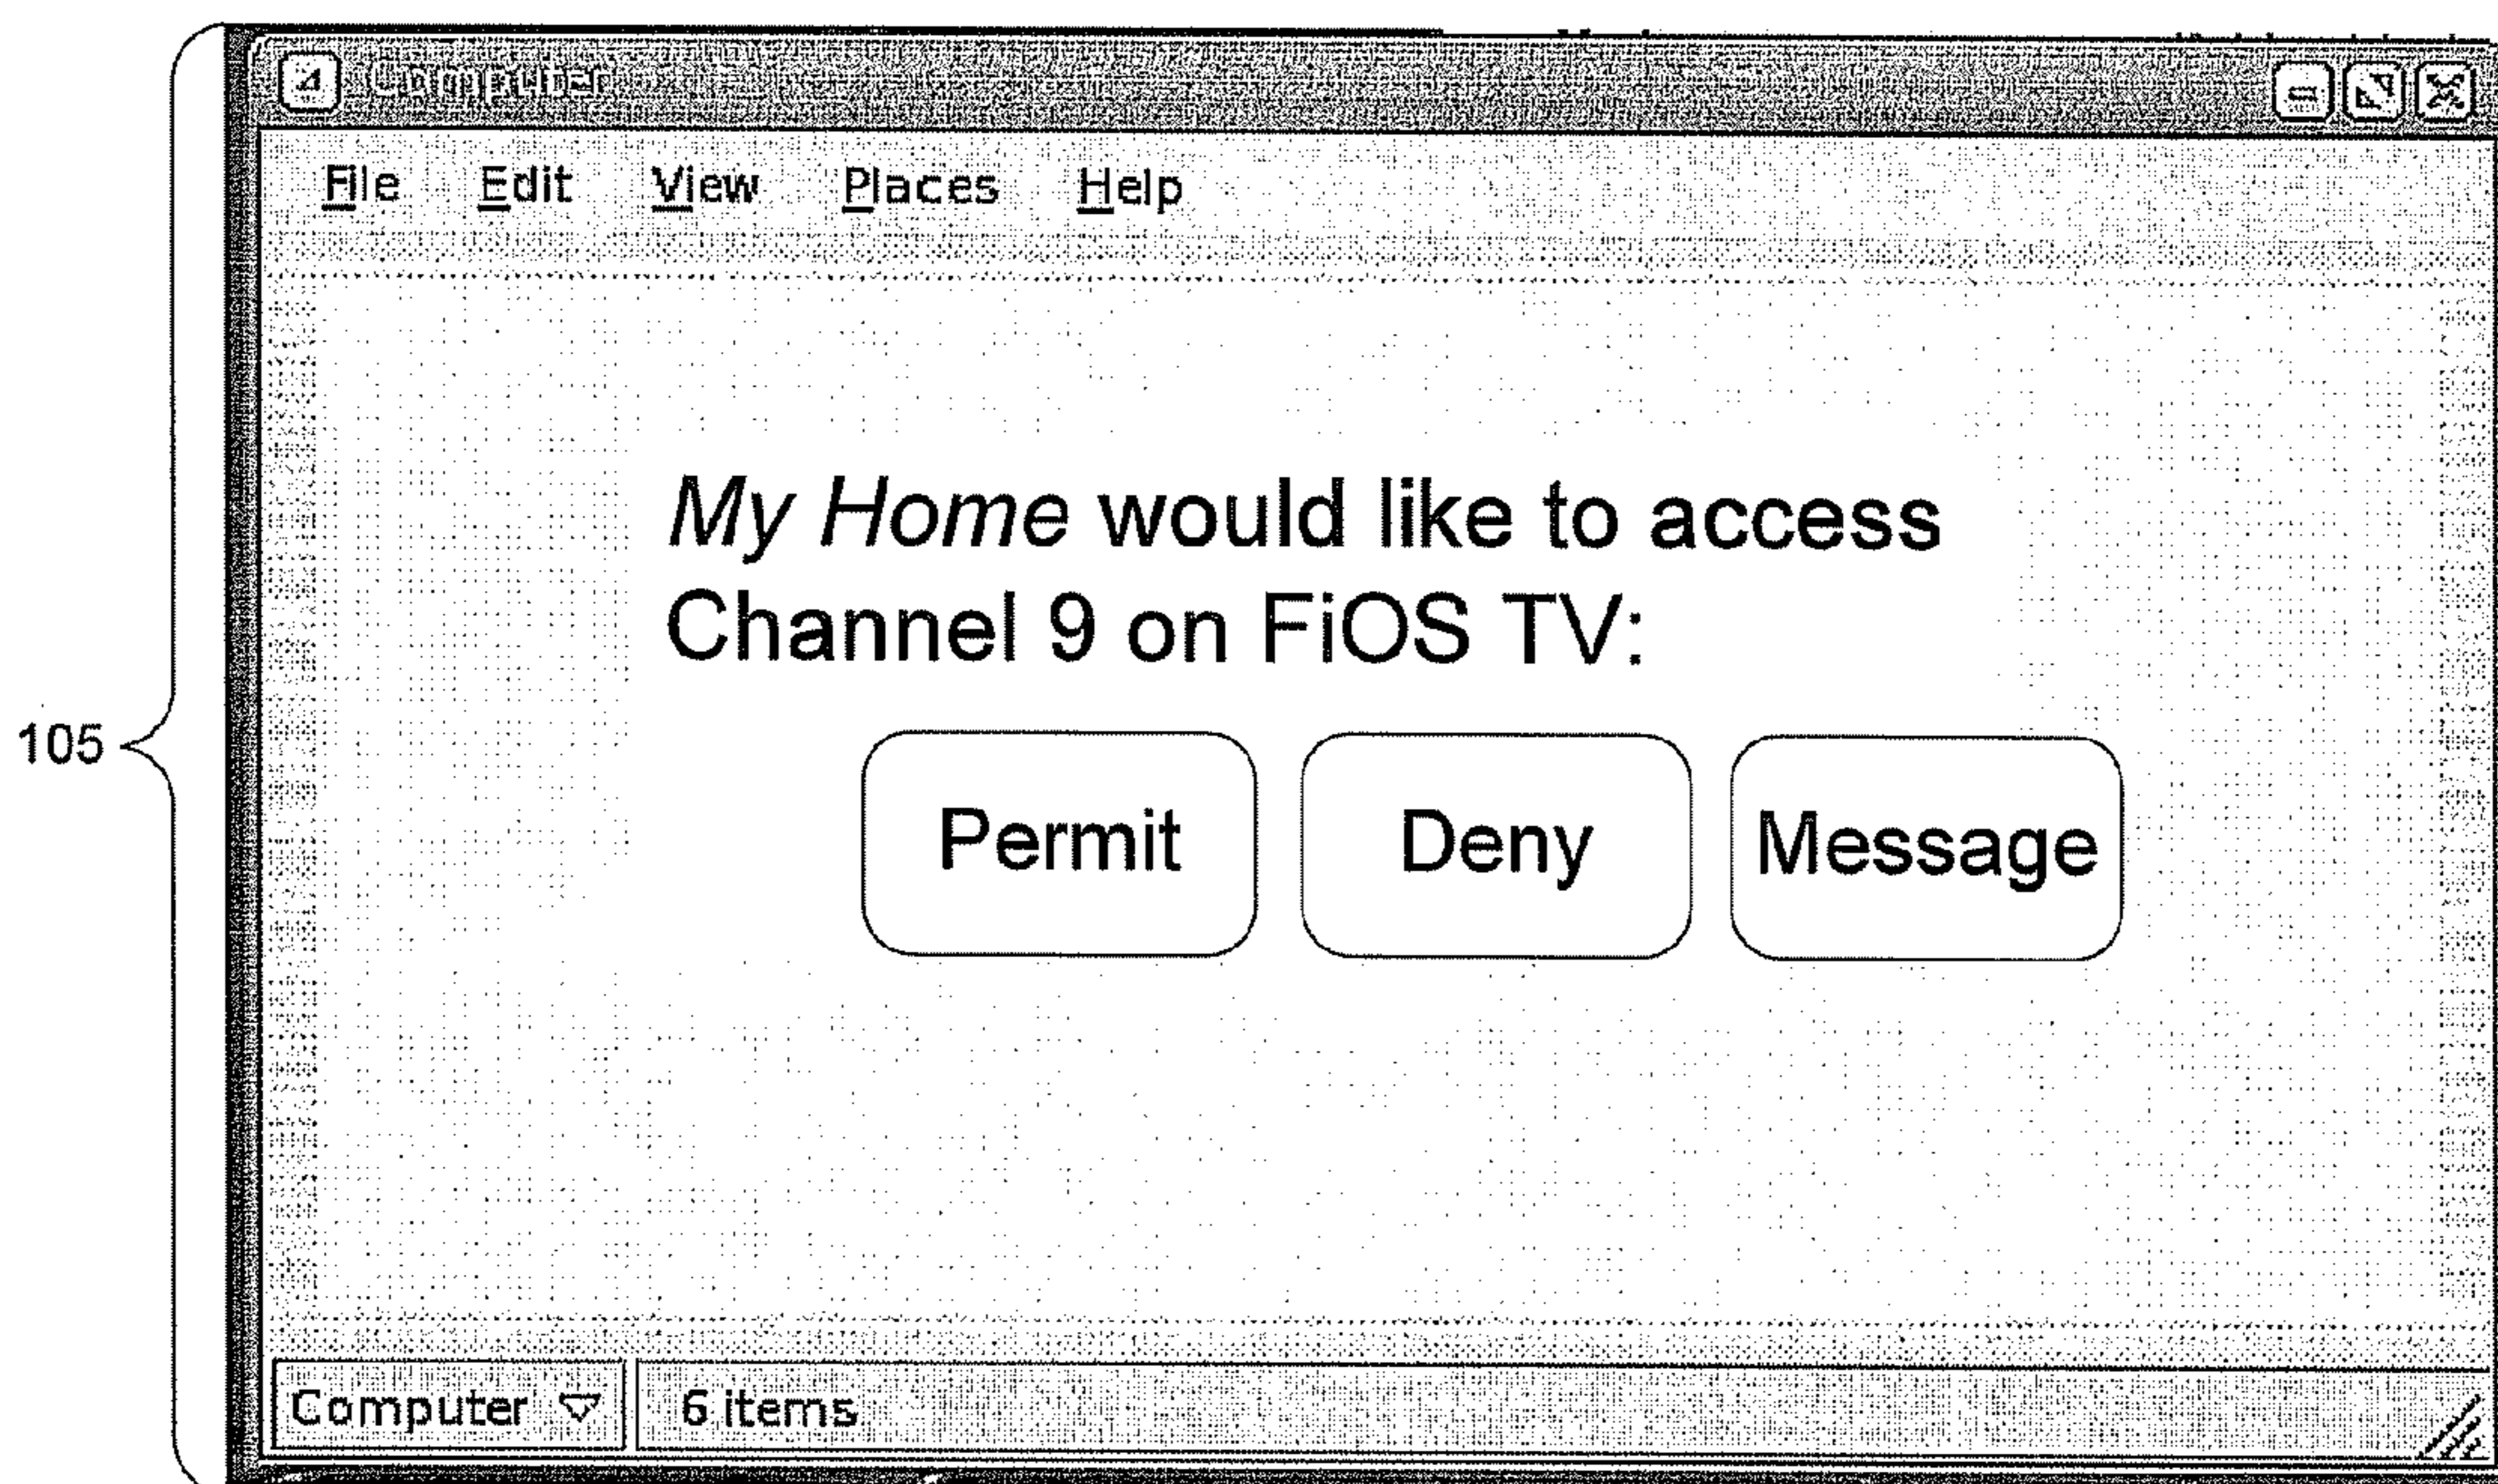 Computer
File Edit View Places Help
My Home would like to access
Channel 9 on FiOS TV:
105
Permit Deny Message
Computer 6 items